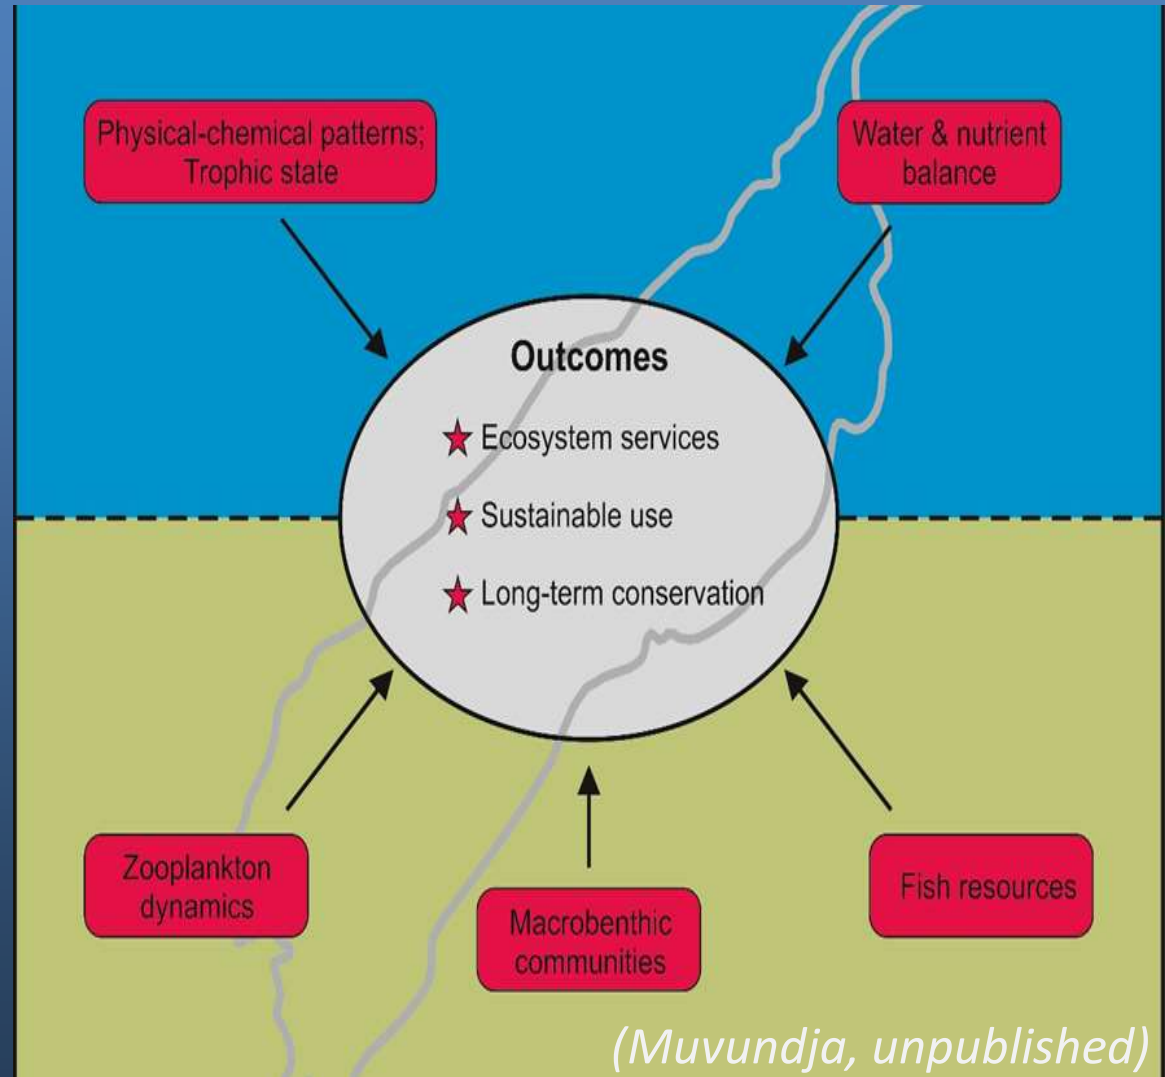 Physical-chemical patterns;
Trophic state
Water & nutrient
balance
Outcomes
Ecosystem services
Sustainable use
Long-term conservation
Zooplankton
dynamics
Macrobenthic
communities
Fish resources
(Muvundja, unpublished)